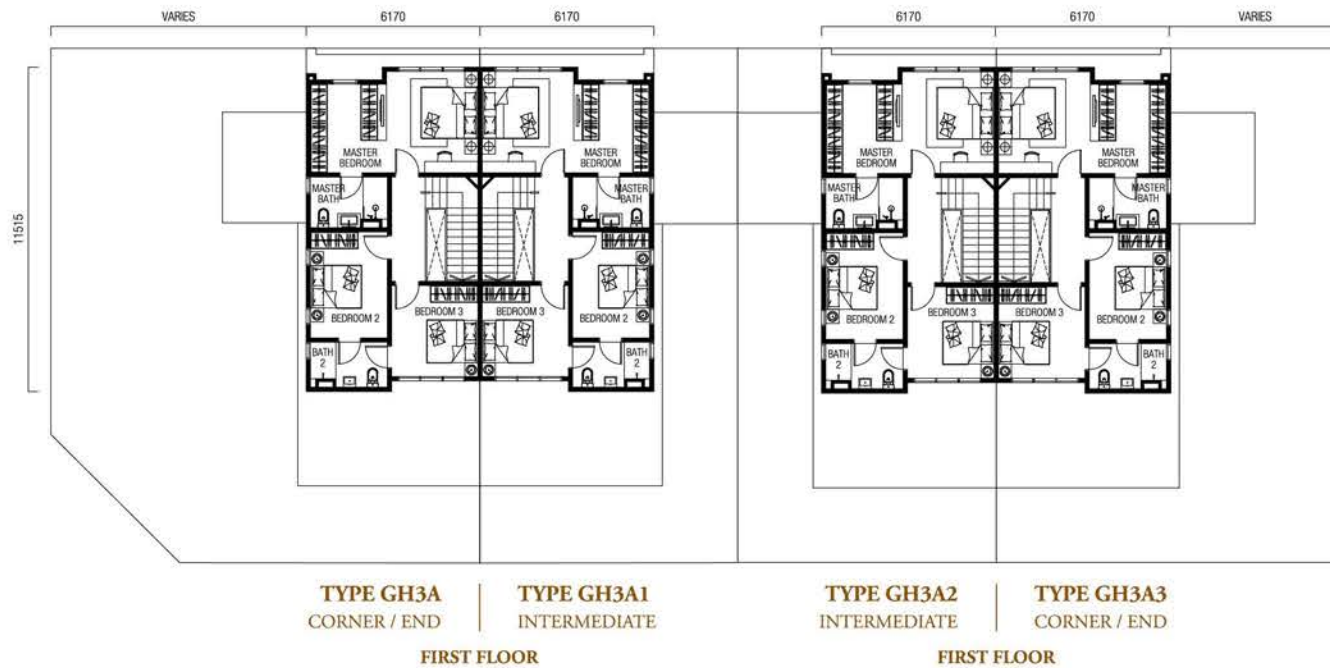 VARIES 6170 6170 6170 6170 VARIES
11515
MASTER
BEDROOM
MASTER
BATH
BEDROOM 2
BEDROOM 3
BATH
2
MASTER
BEDROOM
MASTER
BATH
BEDROOM 3
BEDROOM 2
BATH
2
MASTER
BEDROOM
MASTER
BATH
BEDROOM 2
BEDROOM 3
BATH
2
MASTER
BEDROOM
MASTER
BATH
BEDROOM 3
BEDROOM 2
BATH
2
TYPE GH3A
CORNER / END
TYPE GH3A1
INTERMEDIATE
FIRST FLOOR
TYPE GH3A2
INTERMEDIATE
TYPE GH3A3
CORNER / END
FIRST FLOOR